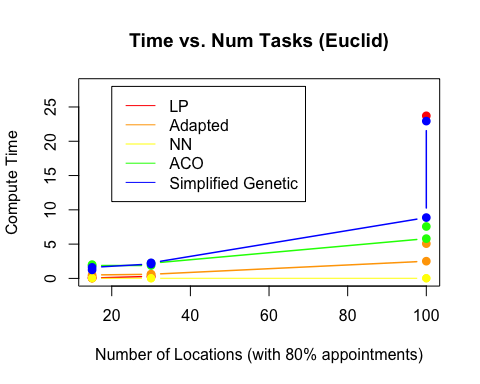 Time vs. Num Tasks (Euclid)
Compute Time
25
20
15
10
5
0
LP
Adapted
NN
ACO
Simplified Genetic
20 40 60 80 100
Number of Locations (with 80% appointments)